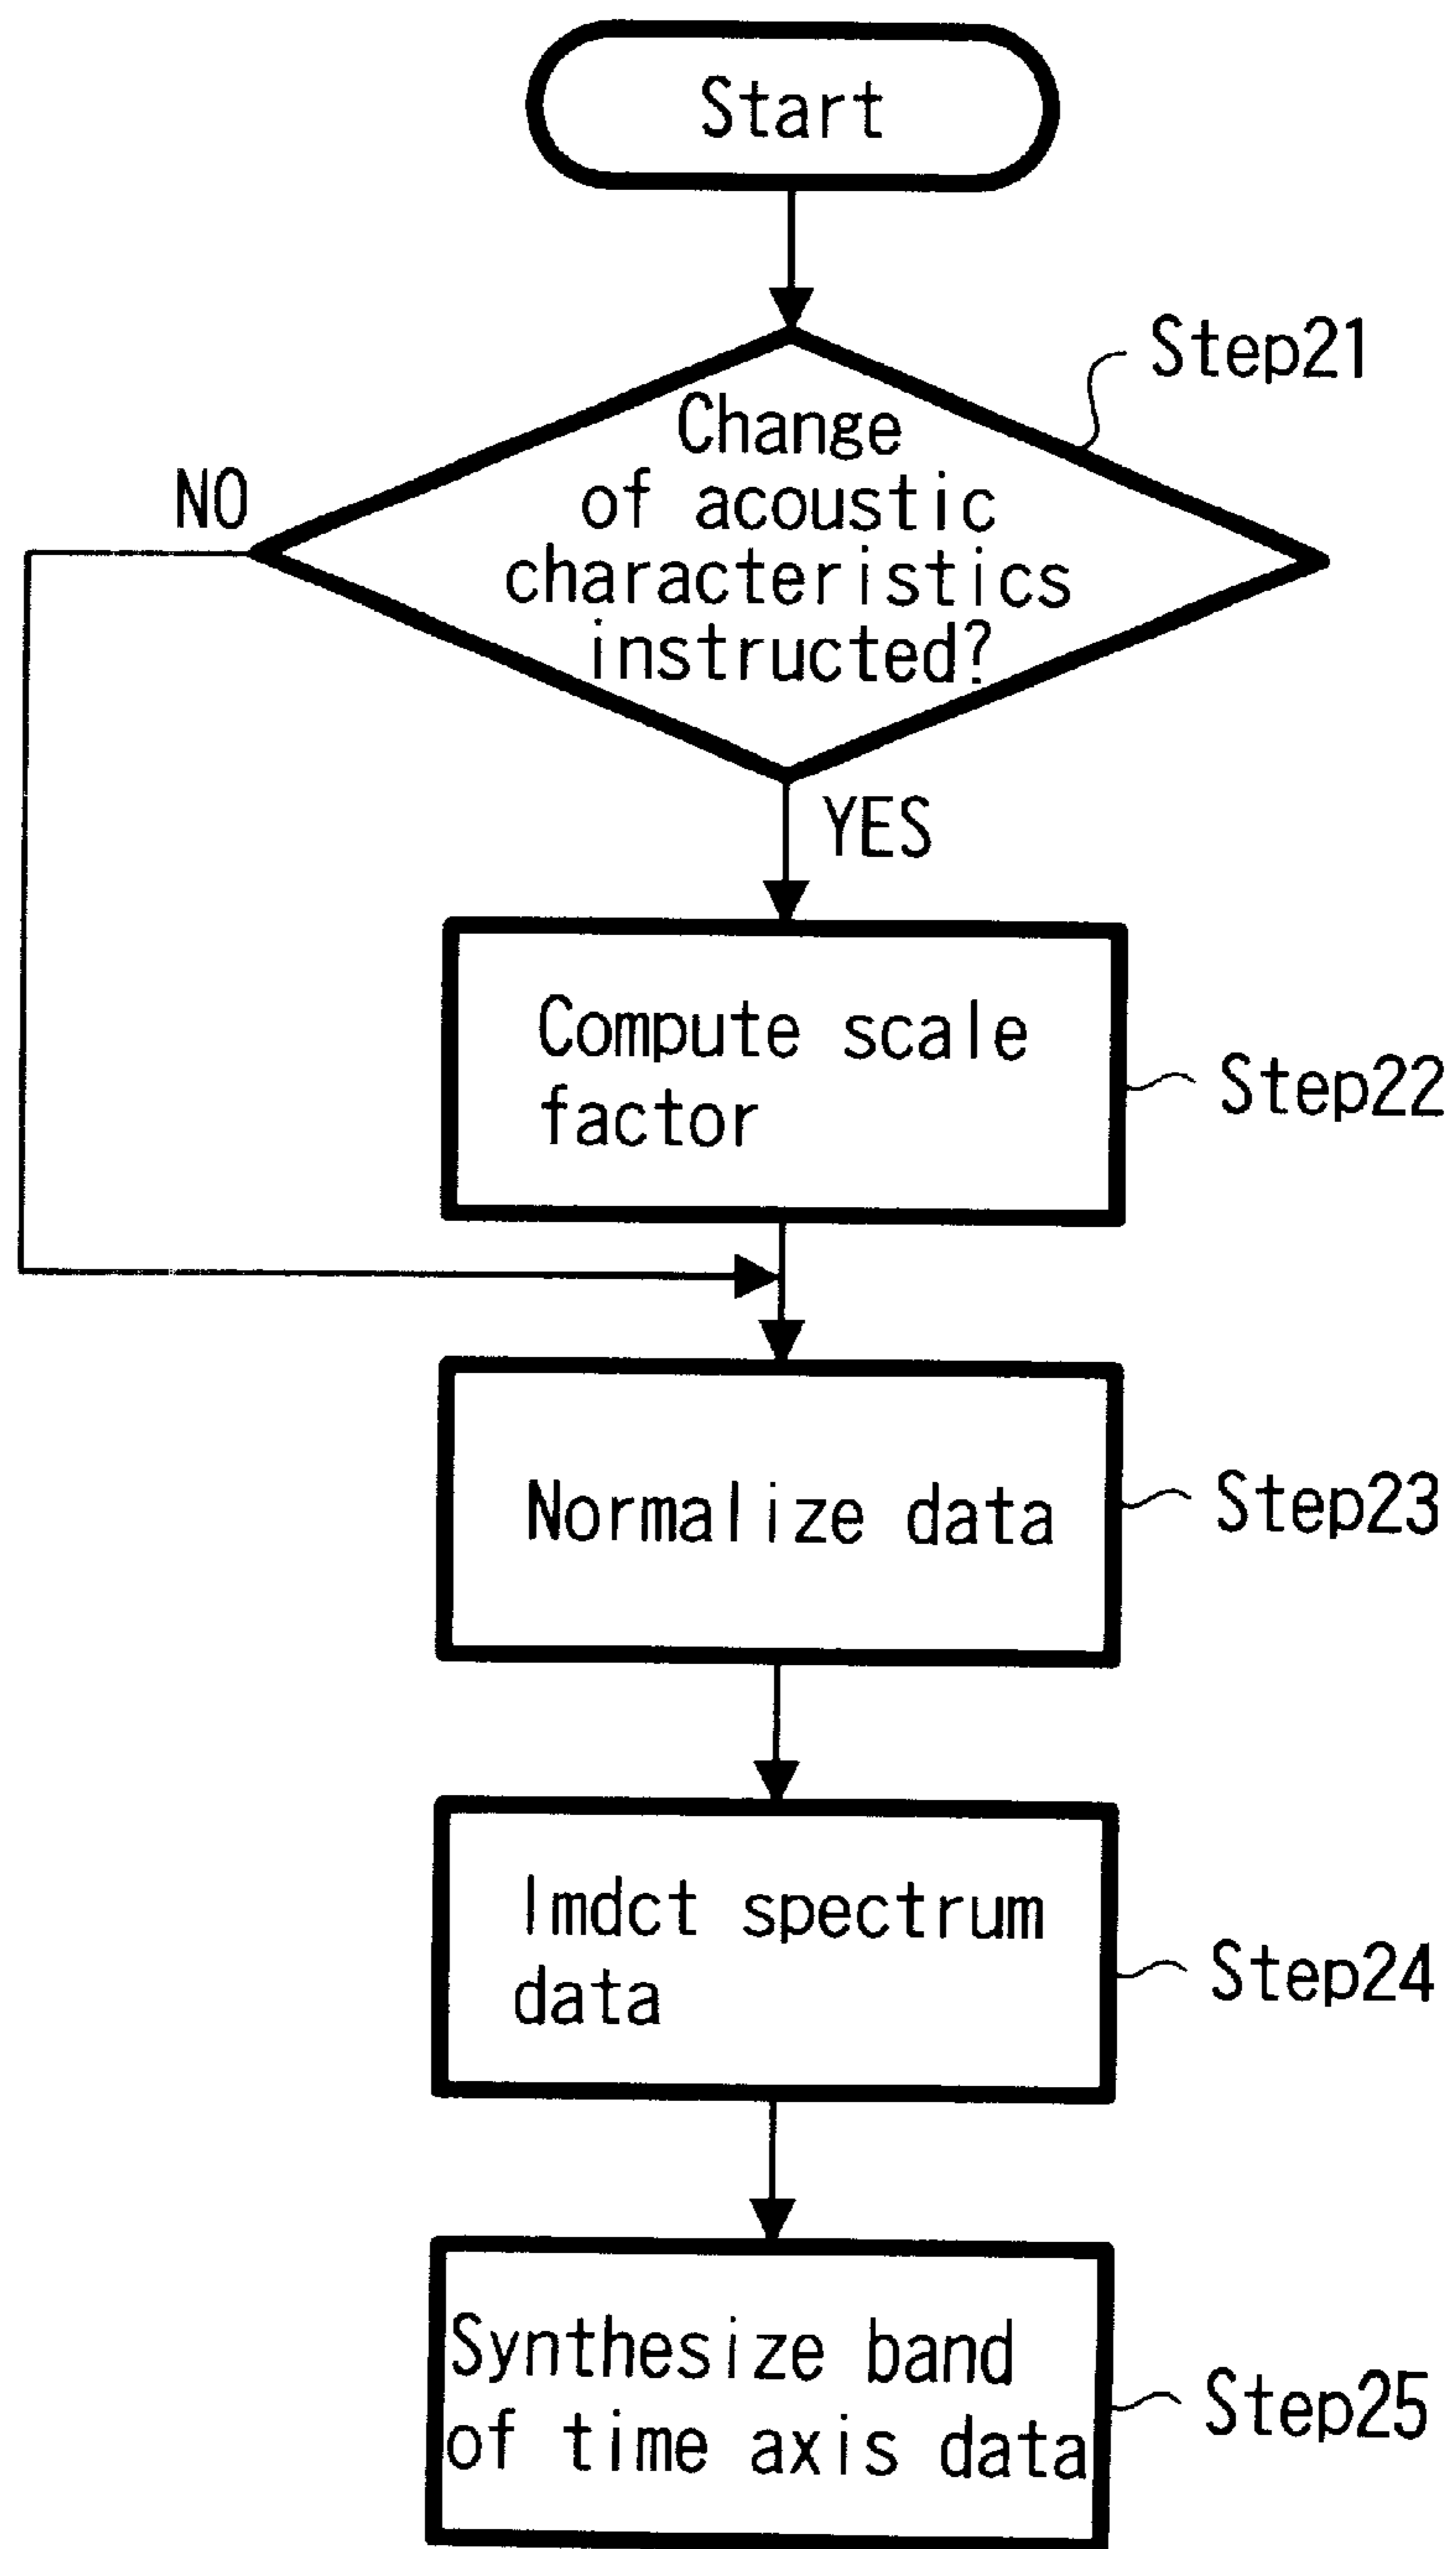 Start
Step21
Change
of acoustic
characteristics
instructed?
NO
YES
Compute scale
factor
Step22
Normalize data
Step23
Imdct spectrum
data
Step24
Synthesize band
of time axis data
Step25